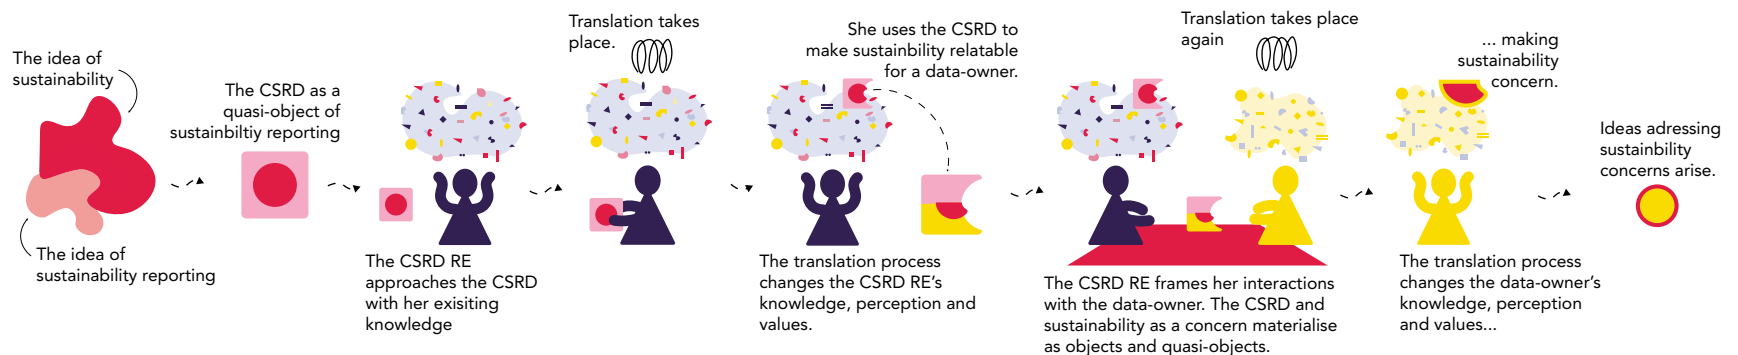 The idea of
sustainability
The idea of
sustainability reporting
The CSRD as a
quasi-object of
sustainbiltiy reporting
The CSRD RE
approaches the CSRD
with her exisiting
knowledge
Translation takes
place.
She uses the CSRD to
make sustainbility relatable
for a data-owner.
The translation process
changes the CSRD RE’s
knowledge, perception and
values.
Translation takes place
again
The CSRD RE frames her interactions
with the data-owner. The CSRD and
sustainability as a concern materialise
as objects and quasi-objects.
... making
sustainability
concern.
The translation process
changes the data-owner’s
knowledge, perception
and values...
Ideas adressing
sustainbility
concerns arise.